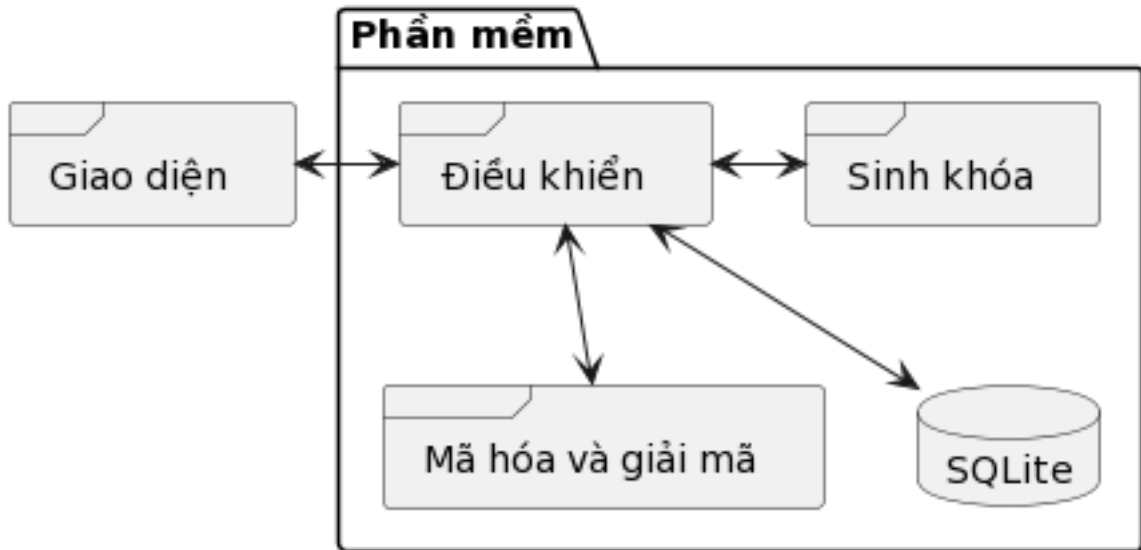 Phần mềm
Giao diện
Điều khiển
Sinh khóa
Mã hóa và giải mã
SQLite